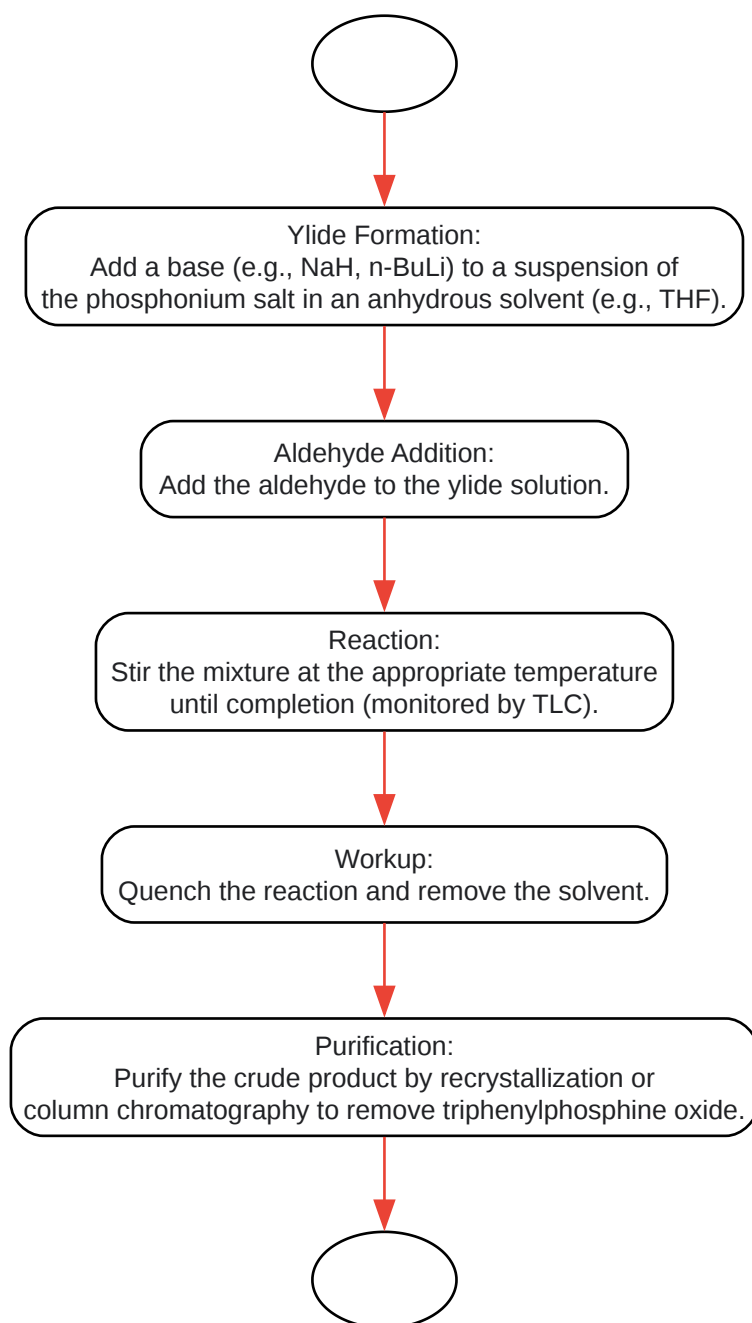 Ylide Formation:
Add a base (e.g., NaH, n-BuLi) to a suspension of
the phosphonium salt in an anhydrous solvent (e.g., THF).
Aldehyde Addition:
Add the aldehyde to the ylide solution.
Reaction:
Stir the mixture at the appropriate temperature
until completion (monitored by TLC).
Workup:
Quench the reaction and remove the solvent.
Purification:
Purify the crude product by recrystallization or
column chromatography to remove triphenylphosphine oxide.